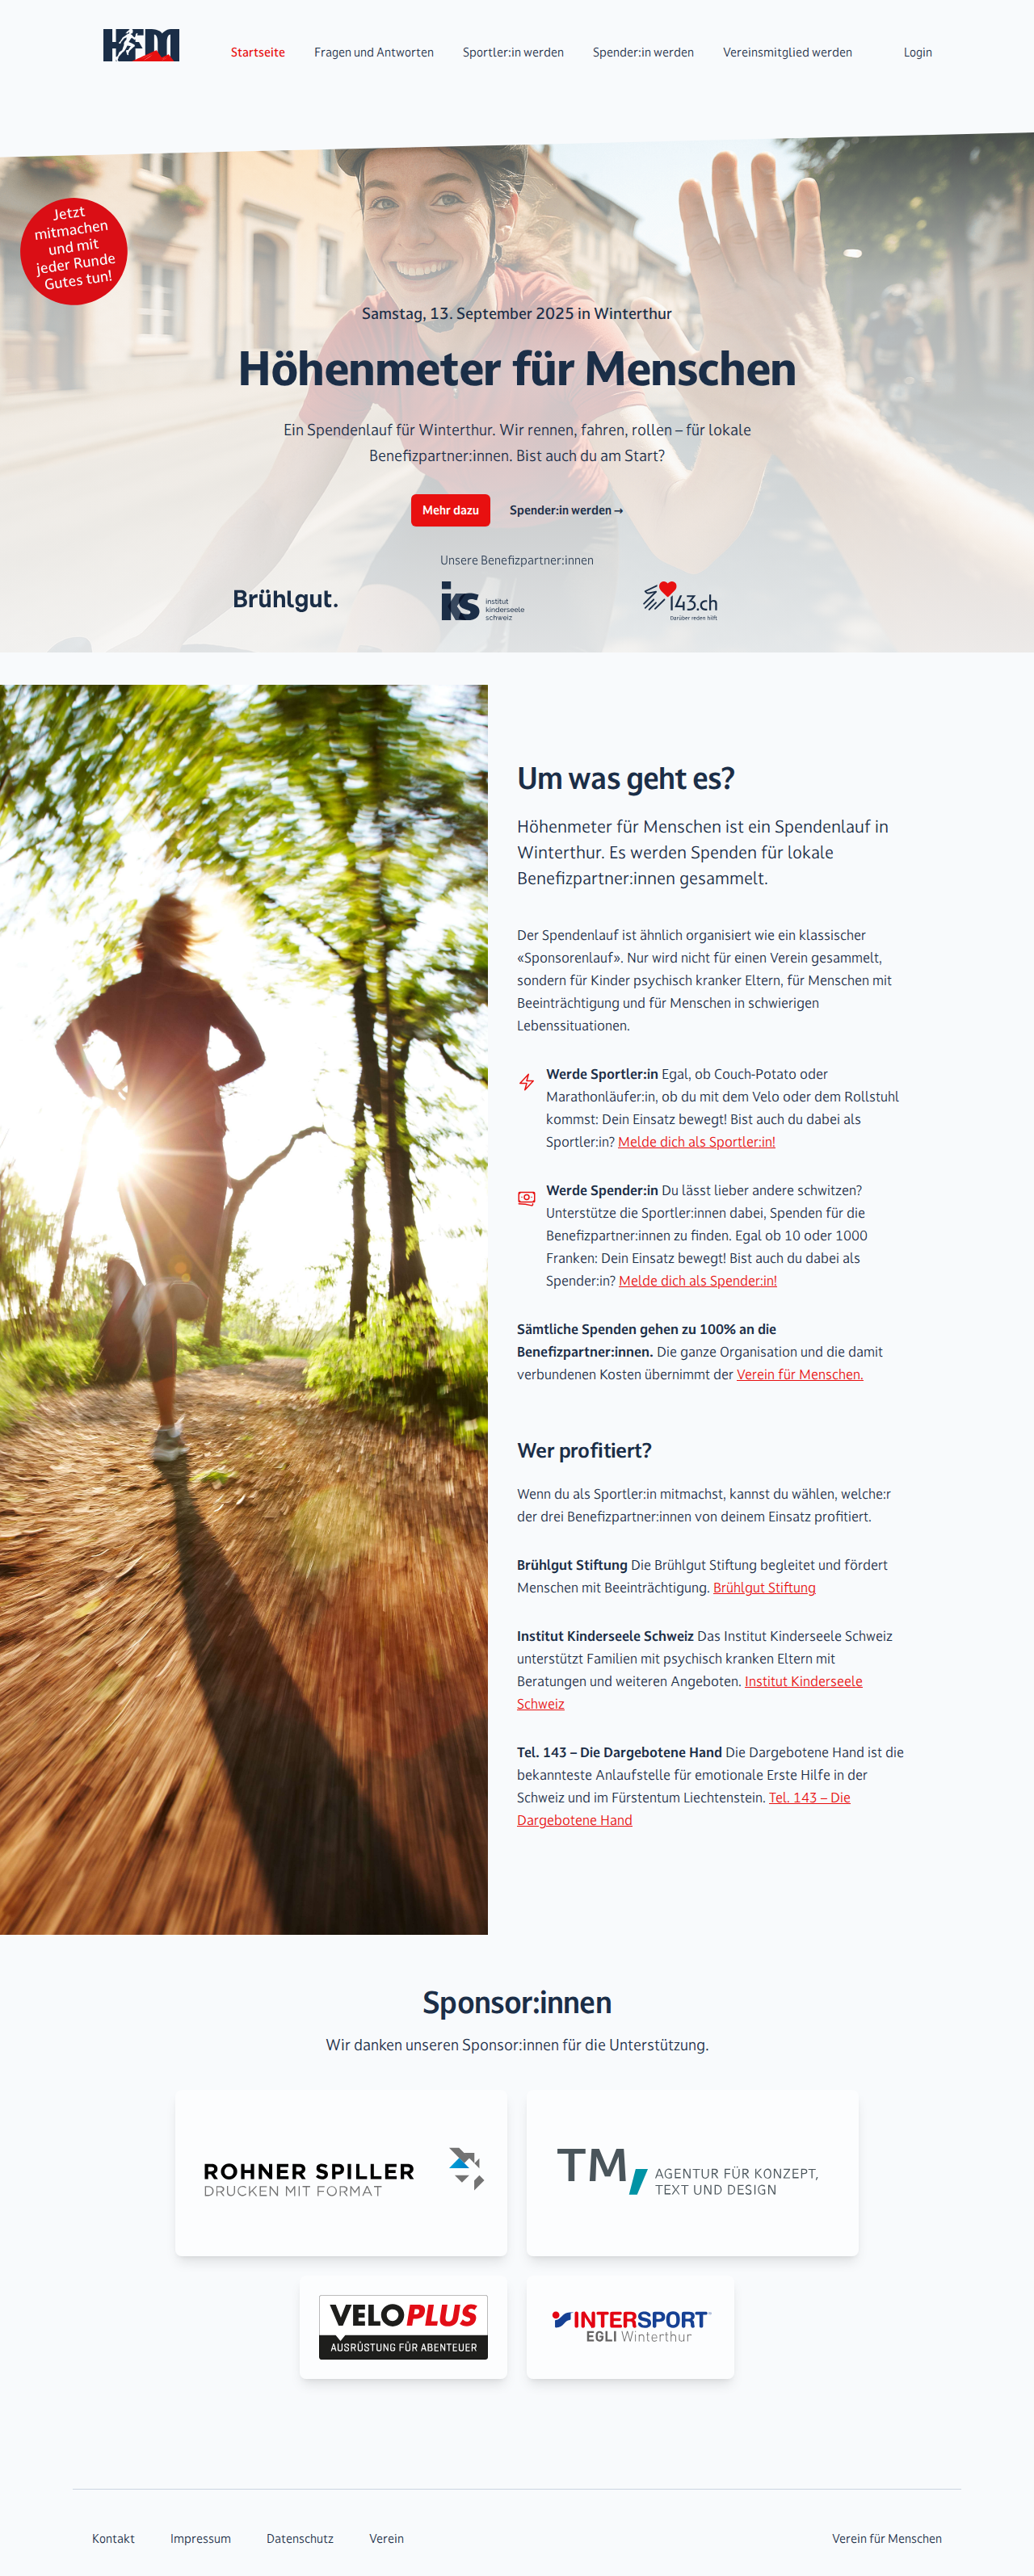 HFM
Startseite
Fragen und Antworten
Sportler:in werden
Spender:in werden
Vereinsmitglied werden
Login
Jetzt
mitmachen
und mit
jeder Runde
Gutes tun!
Samstag, 13. September 2025 in Winterthur
Höhenmeter für Menschen
Ein Spendenlauf für Winterthur. Wir rennen, fahren, rollen – für lokale
Benefizpartner:innen. Bist auch du am Start?
Mehr dazu
Spender:in werden →
Unsere Benefizpartner:innen
Brühlgut.
iks
institut
kinderseele
schweiz
143.ch
Darüber reden hilft
Um was geht es?
Höhenmeter für Menschen ist ein Spendenlauf in
Winterthur. Es werden Spenden für lokale
Benefizpartner:innen gesammelt.
Der Spendenlauf ist ähnlich organisiert wie ein klassischer
«Sponsorenlauf». Nur wird nicht für einen Verein gesammelt,
sondern für Kinder psychisch kranker Eltern, für Menschen mit
Beeinträchtigung und für Menschen in schwierigen
Lebenssituationen.
Werde Sportler:in Egal, ob Couch-Potato oder
Marathonläufer:in, ob du mit dem Velo oder dem Rollstuhl
kommst: Dein Einsatz bewegt! Bist auch du dabei als
Sportler:in? Melde dich als Sportler:in!
Werde Spender:in Du lässt lieber andere schwitzen?
Unterstütze die Sportler:innen dabei, Spenden für die
Benefizpartner:innen zu finden. Egal ob 10 oder 1000
Franken: Dein Einsatz bewegt! Bist auch du dabei als
Spender:in? Melde dich als Spender:in!
Sämtliche Spenden gehen zu 100% an die
Benefizpartner:innen. Die ganze Organisation und die damit
verbundenen Kosten übernimmt der Verein für Menschen.
Wer profitiert?
Wenn du als Sportler:in mitmachst, kannst du wählen, welche:r
der drei Benefizpartner:innen von deinem Einsatz profitiert.
Brühlgut Stiftung Die Brühlgut Stiftung begleitet und fördert
Menschen mit Beeinträchtigung. Brühlgut Stiftung
Institut Kinderseele Schweiz Das Institut Kinderseele Schweiz
unterstützt Familien mit psychisch kranken Eltern mit
Beratungen und weiteren Angeboten. Institut Kinderseele
Schweiz
Tel. 143 – Die Dargebotene Hand Die Dargebotene Hand ist die
bekannteste Anlaufstelle für emotionale Erste Hilfe in der
Schweiz und im Fürstentum Liechtenstein. Tel. 143 – Die
Dargebotene Hand
Sponsor:innen
Wir danken unseren Sponsor:innen für die Unterstützung.
ROHNER SPILLER
DRUCKEN MIT FORMAT
TM,
AGENTUR FÜR KONZEPT,
TEXT UND DESIGN
VELOPLUS
AUSRÜSTUNG FÜR ABENTEUER
INTERSPORT
EGLI Winterthur
Kontakt
Impressum
Datenschutz
Verein
Verein für Menschen